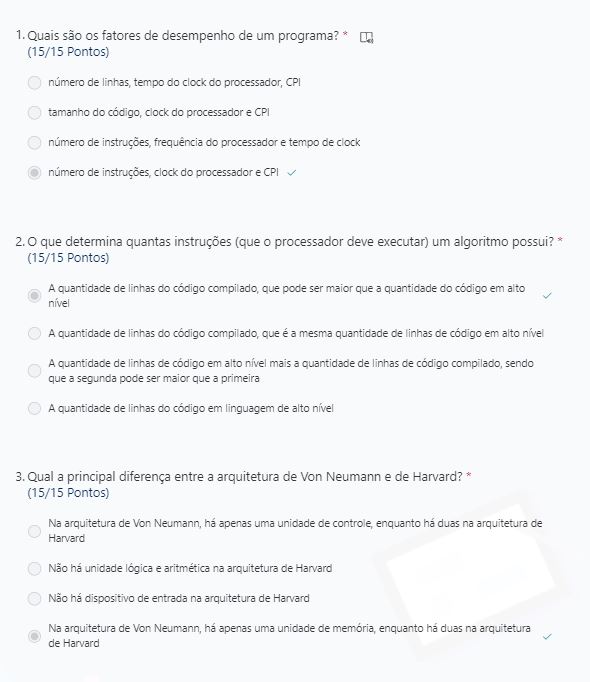 1. Quais são os fatores de desempenho de um programa? *
(15/15 Pontos)
número de linhas, tempo do clock do processador, CPI
tamanho do código, clock do processador e CPI
número de instruções, frequência do processador e tempo de clock
número de instruções, clock do processador e CPI
2. O que determina quantas instruções (que o processador deve executar) um algoritmo possui? *
(15/15 Pontos)
A quantidade de linhas do código compilado, que pode ser maior que a quantidade do código em alto
nível
A quantidade de linhas do código compilado, que é a mesma quantidade de linhas de código em alto nível
A quantidade de linhas de código em alto nível mais a quantidade de linhas de código compilado, sendo
que a segunda pode ser maior que a primeira
A quantidade de linhas do código em linguagem de alto nível
3. Qual a principal diferença entre a arquitetura de Von Neumann e de Harvard? *
(15/15 Pontos)
Na arquitetura de Von Neumann, há apenas uma unidade de controle, enquanto há duas na arquitetura de
Harvard
Não há unidade lógica e aritmética na arquitetura de Harvard
Não há dispositivo de entrada na arquitetura de Harvard
Na arquitetura de Von Neumann, há apenas uma unidade de memória, enquanto há duas na arquitetura
de Harvard